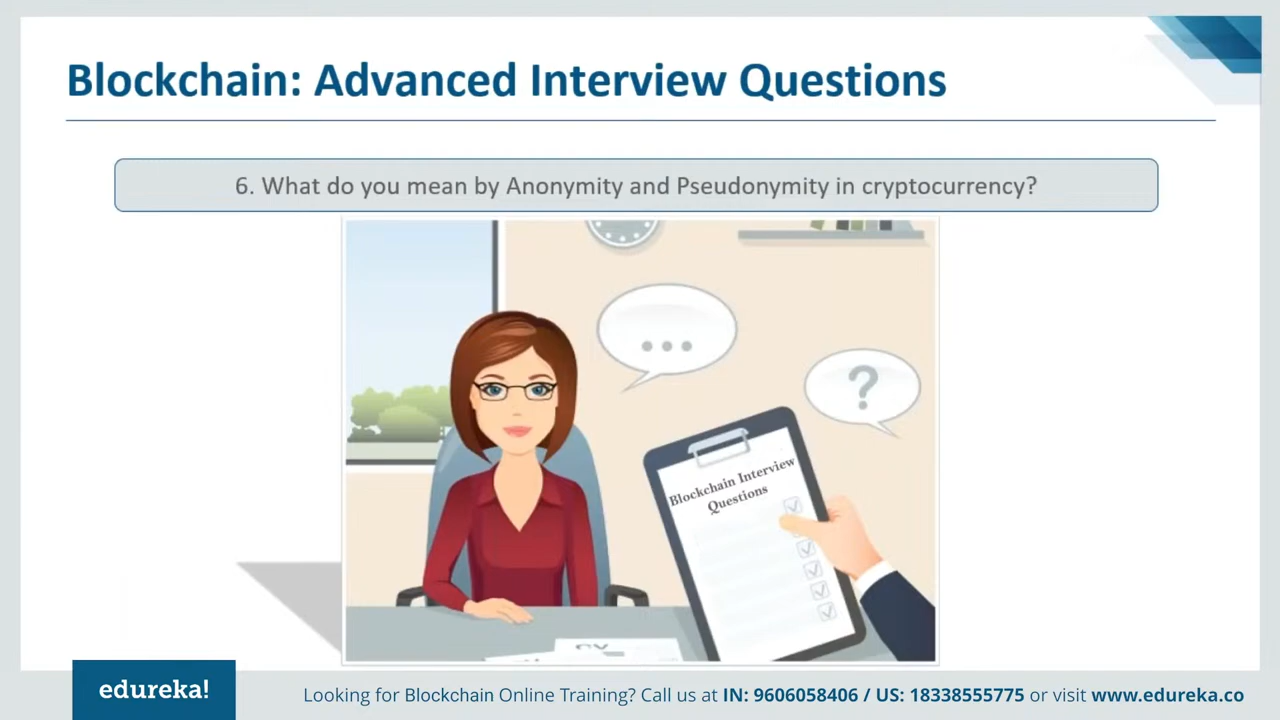 Blockchain: Advanced Interview Questions
6. What do you mean by Anonymity and Pseudonymity in cryptocurrency?
...
?
Blockchain Interview
Questions
edureka!
Looking for Blockchain Online Training? Call us at IN: 9606058406 / US: 18338555775 or visit www.edureka.co